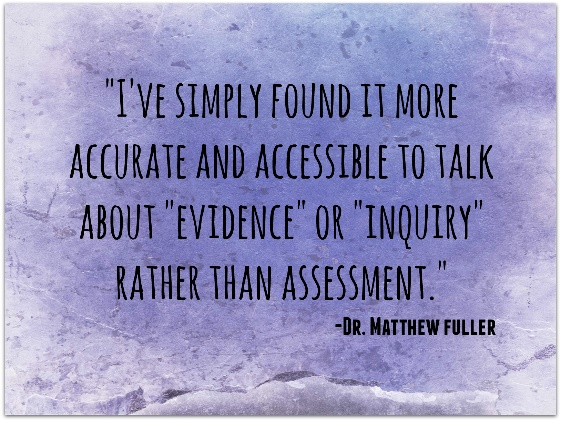 "I'VE SIMPLY FOUND IT MORE
ACCURATE AND ACCESSIBLE TO TALK
ABOUT "EVIDENCE" OR "INQUIRY"
RATHER THAN ASSESSMENT."
-DR. MATTHEW FULLER